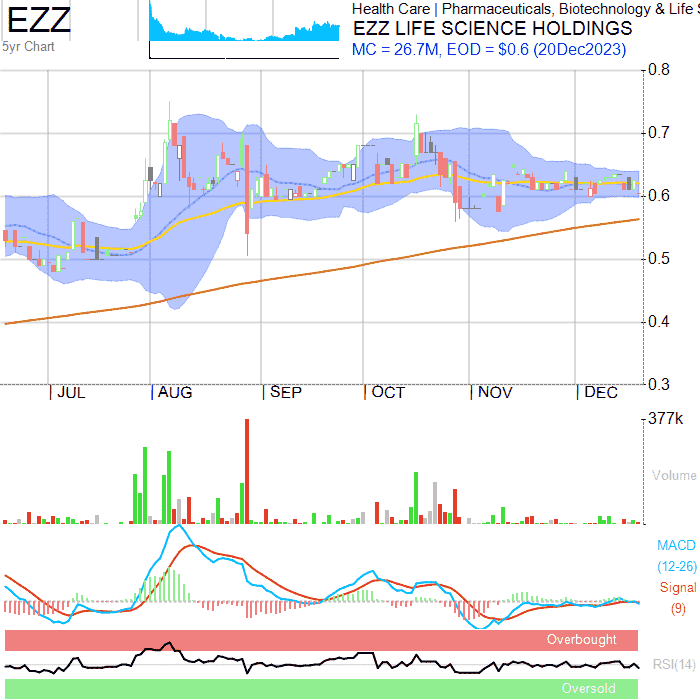 EZZ
5yr Chart
Health Care | Pharmaceuticals, Biotechnology & Life S
EZZ LIFE SCIENCE HOLDINGS
MC = 26.7M, EOD = $0.6 (20Dec2023)
0.8
0.7
0.6
0.5
0.4
0.3
| JUL | AUG | SEP | OCT | NOV | DEC
377k
Volume
MACD
(12-26)
Signal
(9)
Overbought
RSI(14)
Oversold